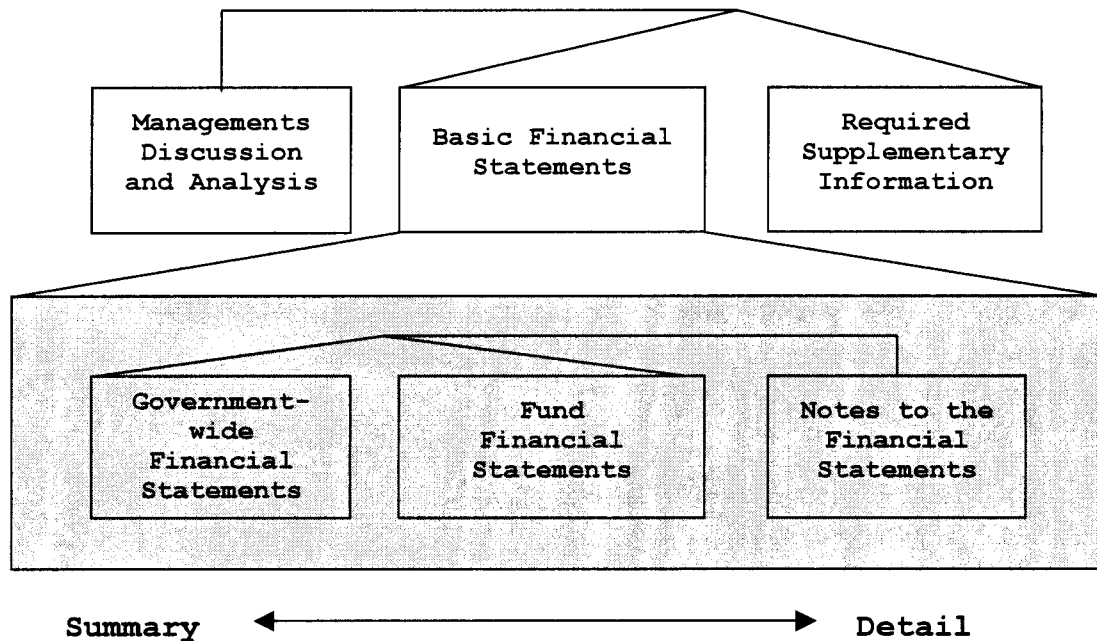 Managements
Discussion
and Analysis
Basic Financial
Statements
Required
Supplementary
Information
Government-
wide
Financial
Statements
Fund
Financial
Statements
Notes to the
Financial
Statements
Summary
Detail